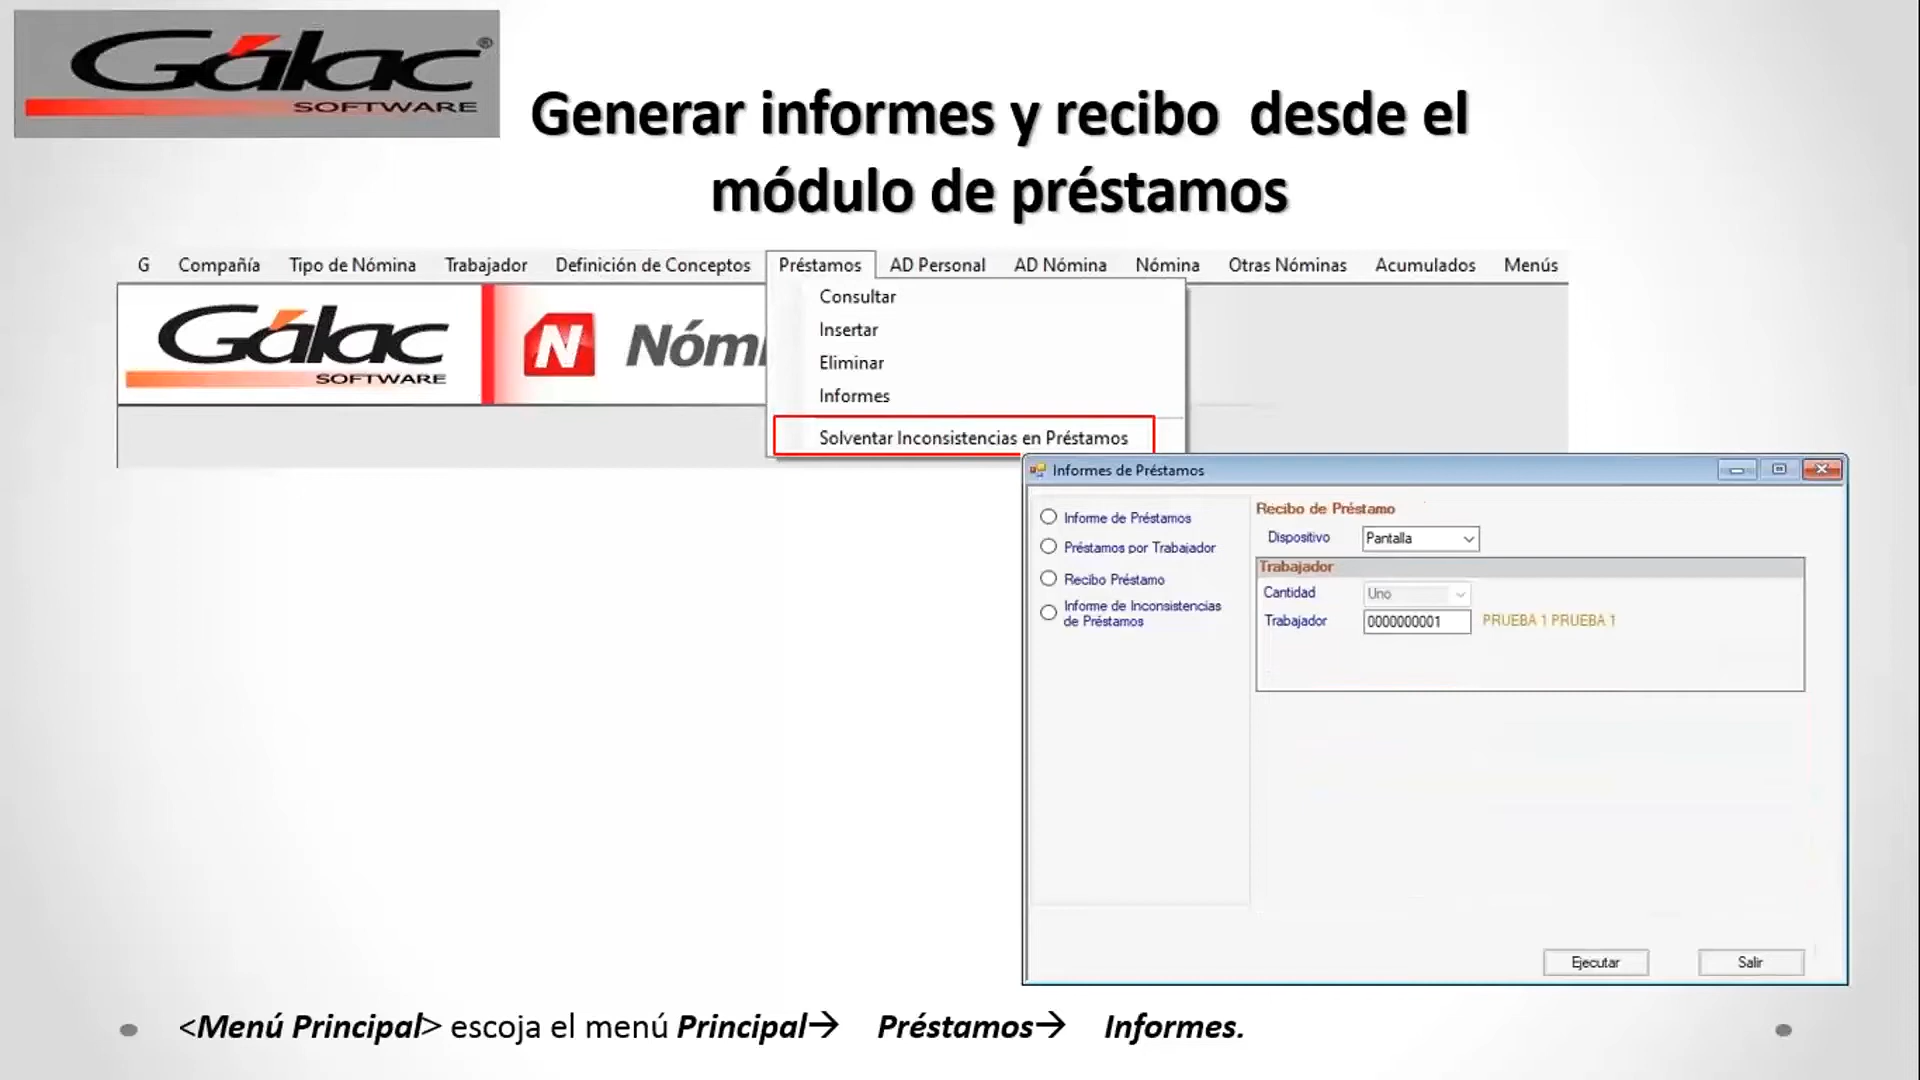 Gálac®
SOFTWARE
Generar informes y recibo desde el
módulo de préstamos
G Compañía Tipo de Nómina Trabajador Definición de Conceptos Préstamos AD Personal AD Nómina Nómina Otras Nóminas Acumulados Menús
Gálac
SOFTWARE
N Nómi
Consultar
Insertar
Eliminar
Informes
Solventar Inconsistencias en Préstamos
Informes de Préstamos
Informe de Préstamos
Préstamos por Trabajador
Recibo Préstamo
Informe de Inconsistencias
de Préstamos
Recibo de Préstamo
Dispositivo Pantalla
Trabajador
Cantidad Uno
Trabajador 0000000001 PRUEBA 1 PRUEBA 1
Ejecutar Salir
<Menú Principal> escoja el menú Principal→ Préstamos→ Informes.